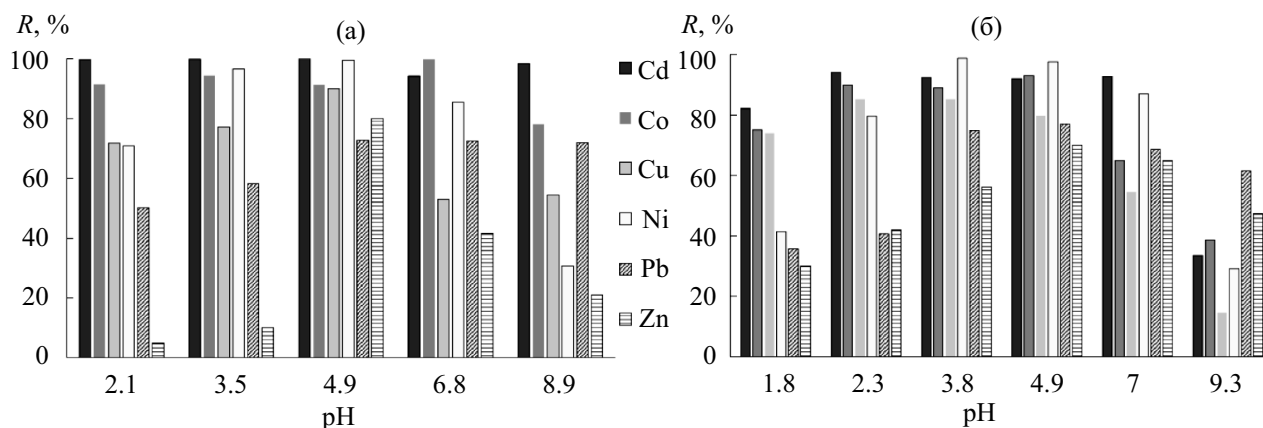 R, %
(а)
100
80
60
40
20
0
2.1 3.5 4.9 6.8 8.9
pH
Cd
Co
Cu
Ni
Pb
Zn
R, %
(б)
100
80
60
40
20
0
1.8 2.3 3.8 4.9 7 9.3
pH